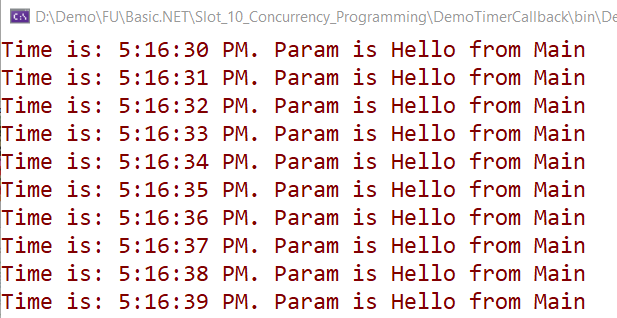 D:\Demo\FU\Basic.NET\Slot_10_Concurrency_Programming\DemoTimerCallback\bin\De
Time is: 5:16:30 PM. Param is Hello from Main
Time is: 5:16:31 PM. Param is Hello from Main
Time is: 5:16:32 PM. Param is Hello from Main
Time is: 5:16:33 PM. Param is Hello from Main
Time is: 5:16:34 PM. Param is Hello from Main
Time is: 5:16:35 PM. Param is Hello from Main
Time is: 5:16:36 PM. Param is Hello from Main
Time is: 5:16:37 PM. Param is Hello from Main
Time is: 5:16:38 PM. Param is Hello from Main
Time is: 5:16:39 PM. Param is Hello from Main